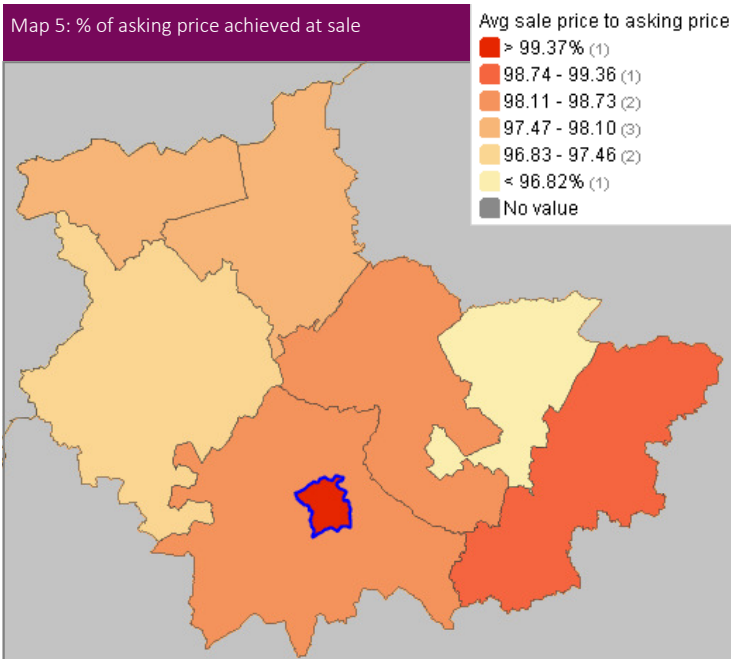 Map 5: % of asking price achieved at sale
Avg sale price to asking price
> 99.37% (1)
98.74 - 99.36 (1)
98.11 - 98.73 (2)
97.47 - 98.10 (3)
96.83 - 97.46 (2)
< 96.82% (1)
No value